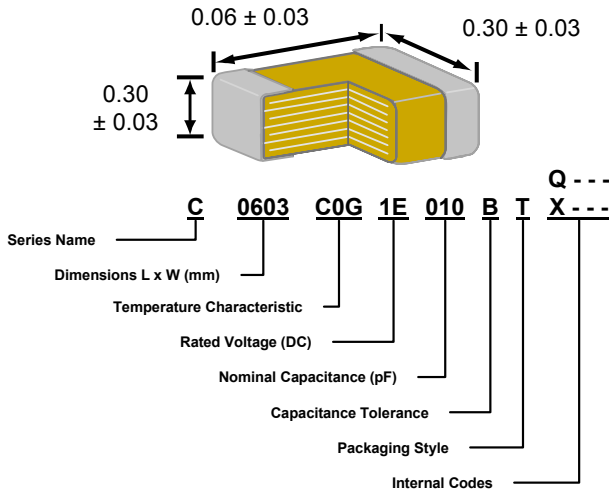 0.06 ± 0.03
0.30 ± 0.03
0.30
± 0.03
Q - - -
C 0603 C0G 1E 010 B T X - - -
Series Name
Dimensions L x W (mm)
Temperature Characteristic
Rated Voltage (DC)
Nominal Capacitance (pF)
Capacitance Tolerance
Packaging Style
Internal Codes